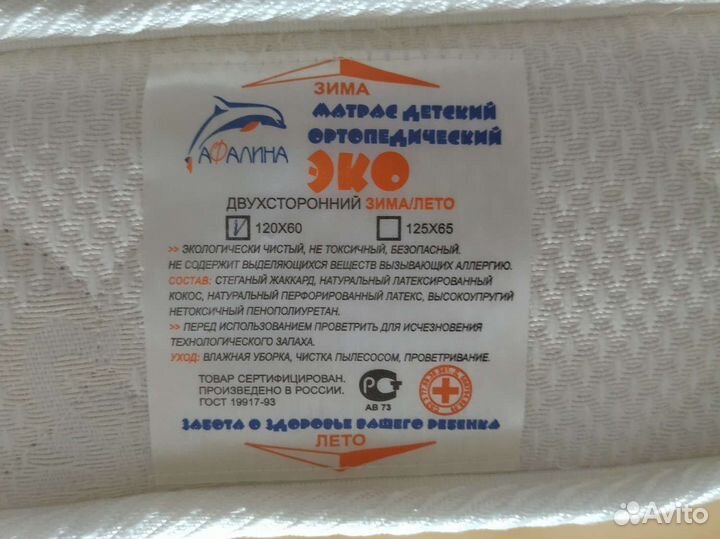 ЗИМА
АФАЛИНА
МАТРАС ДЕТСКИЙ
ОРТОПЕДИЧЕСКИЙ
ЭКО
ДВУХСТОРОННИЙ ЗИМА/ЛЕТО
120Х60 125Х65
>> ЭКОЛОГИЧЕСКИ ЧИСТЫЙ, НЕ ТОКСИЧНЫЙ, БЕЗОПАСНЫЙ.
НЕ СОДЕРЖИТ ВЫДЕЛЯЮЩИХСЯ ВЕЩЕСТВ ВЫЗЫВАЮЩИХ АЛЛЕРГИЮ.
СОСТАВ: СТЕГАНЫЙ ЖАККАРД, НАТУРАЛЬНЫЙ ЛАТЕКСИРОВАННЫЙ
КОКОС, НАТУРАЛЬНЫЙ ПЕРФОРИРОВАННЫЙ ЛАТЕКС, ВЫСОКОУПРУГИЙ
НЕТОКСИЧНЫЙ ПЕНОПОЛИУРЕТАН.
>> ПЕРЕД ИСПОЛЬЗОВАНИЕМ ПРОВЕТРИТЬ ДЛЯ ИСЧЕЗНОВЕНИЯ
ТЕХНОЛОГИЧЕСКОГО ЗАПАХА.
УХОД: ВЛАЖНАЯ УБОРКА, ЧИСТКА ПЫЛЕСОСОМ, ПРОВЕТРИВАНИЕ.
ТОВАР СЕРТИФИЦИРОВАН.
ПРОИЗВЕДЕНО В РОССИИ.
ГОСТ 19917-93
АВ 73
ЗАБОТА О ЗДОРОВЬЕ ВАШЕГО РЕБЕНКА
ЛЕТО
Avito